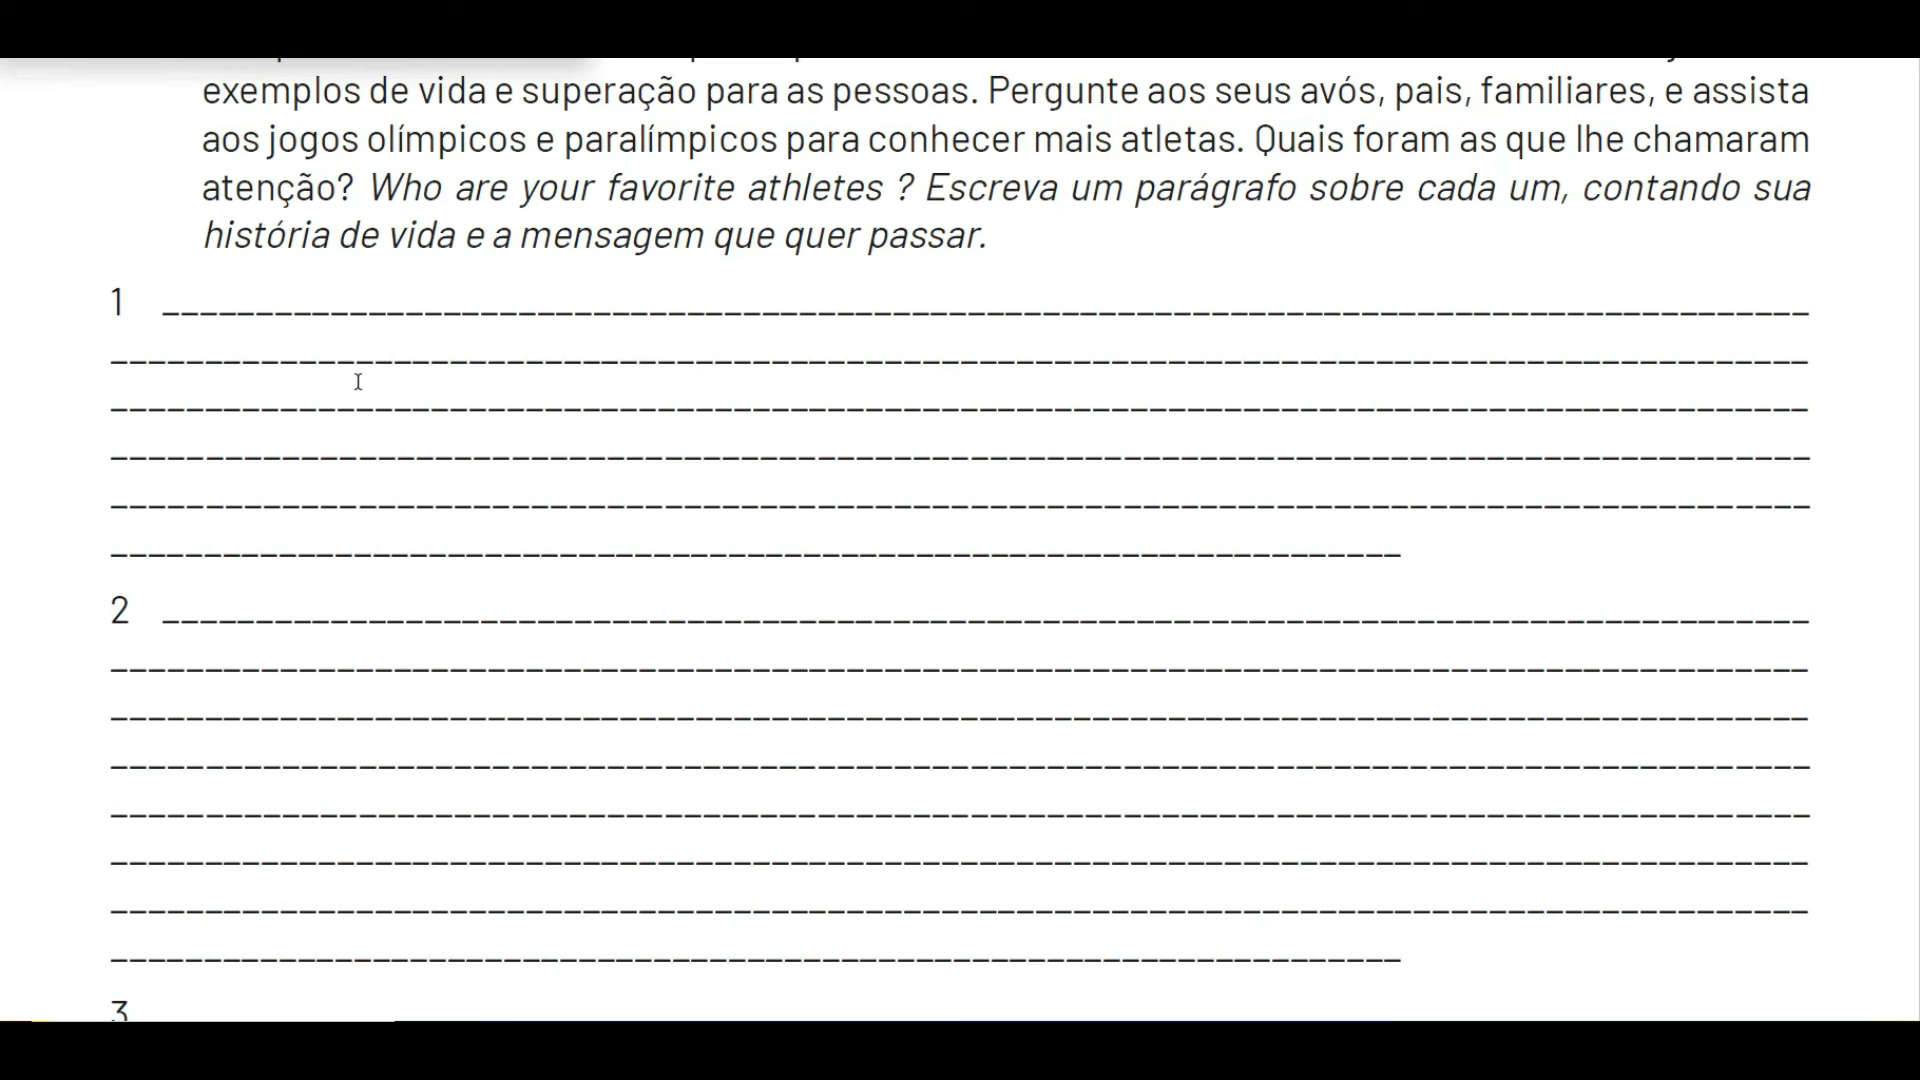 exemplos de vida e superação para as pessoas. Pergunte aos seus avós, pais, familiares, e assista
aos jogos olímpicos e paralímpicos para conhecer mais atletas. Quais foram as que lhe chamaram
atenção? Who are your favorite athletes ? Escreva um parágrafo sobre cada um, contando sua
história de vida e a mensagem que quer passar.
1
2
3